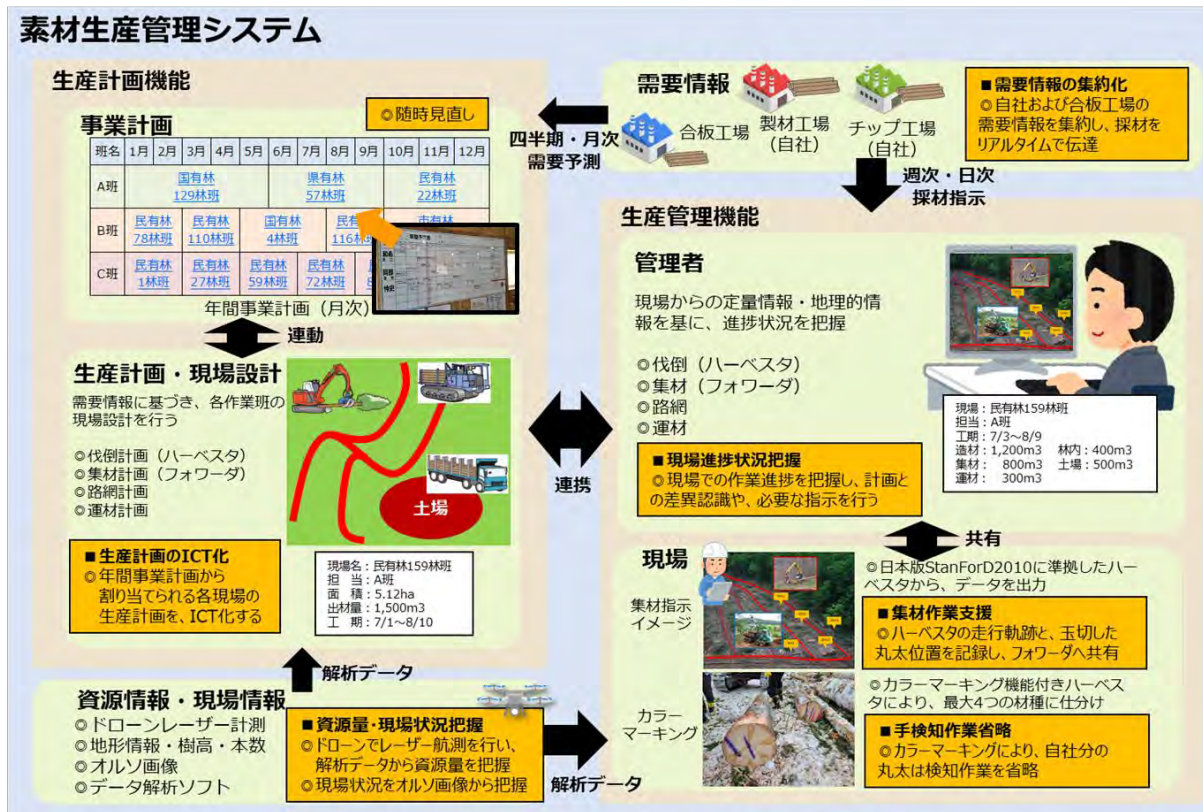 素材生産管理システム
生産計画機能
◎随時見直し
事業計画
班名 1月 2月 3月 4月 5月 6月 7月 8月 9月 10月 11月 12月
A班
国有林
129林班
県有林
57林班
民有林
22林班
B班
民有林
78林班
民有林
110林班
国有林
4林班
民有
116林
市有林
C班
民有林
1林班
民有林
27林班
民有林
59林班
民有林
72林班
年間事業計画（月次）
連動
生産計画・現場設計
需要情報に基づき、各作業班の
現場設計を行う
◎伐倒計画（ハーベスタ）
◎集材計画（フォワーダ）
◎路網計画
◎運材計画
土場
■生産計画のICT化
◎年間事業計画から
割り当てられる各現場の
生産計画を、ICT化する
現場名：民有林159林班
担　当：A班
面　積：5.12ha
出材量：1,500m3
工　期：7/1～8/10
解析データ
資源情報・現場情報
◎ドローンレーザー計測
◎地形情報・樹高・本数
◎オルソ画像
◎データ解析ソフト
■資源量・現場状況把握
◎ドローンでレーザー航測を行い、
解析データから資源量を把握
◎現場状況をオルソ画像から把握
解析データ
四半期・月次
需要予測
需要情報
合板工場
製材工場
（自社）
チップ工場
（自社）
■需要情報の集約化
◎自社および合板工場の
需要情報を集約し、採材を
リアルタイムで伝達
週次・日次
採材指示
連携
生産管理機能
管理者
現場からの定量情報・地理的情
報を基に、進捗状況を把握
◎伐倒（ハーベスタ）
◎集材（フォワーダ）
◎路網
◎運材
■現場進捗状況把握
◎現場での作業進捗を把握し、計画と
の差異認識や、必要な指示を行う
現場：民有林159林班
担当：A班
工期：7/3～8/9
造材：1,200m3　林内：400m3
集材：　800m3　土場：500m3
運材：　300m3
共有
現場
集材指示
イメージ
◎日本版StanForD2010に準拠したハー
ベスタから、データを出力
■集材作業支援
◎ハーベスタの走行軌跡と、玉切した
丸太位置を記録し、フォワーダへ共有
カラー
マーキング
◎カラーマーキング機能付きハーベス
タにより、最大4つの材種に仕分け
■手検知作業省略
◎カラーマーキングにより、自社分の
丸太は検知作業を省略